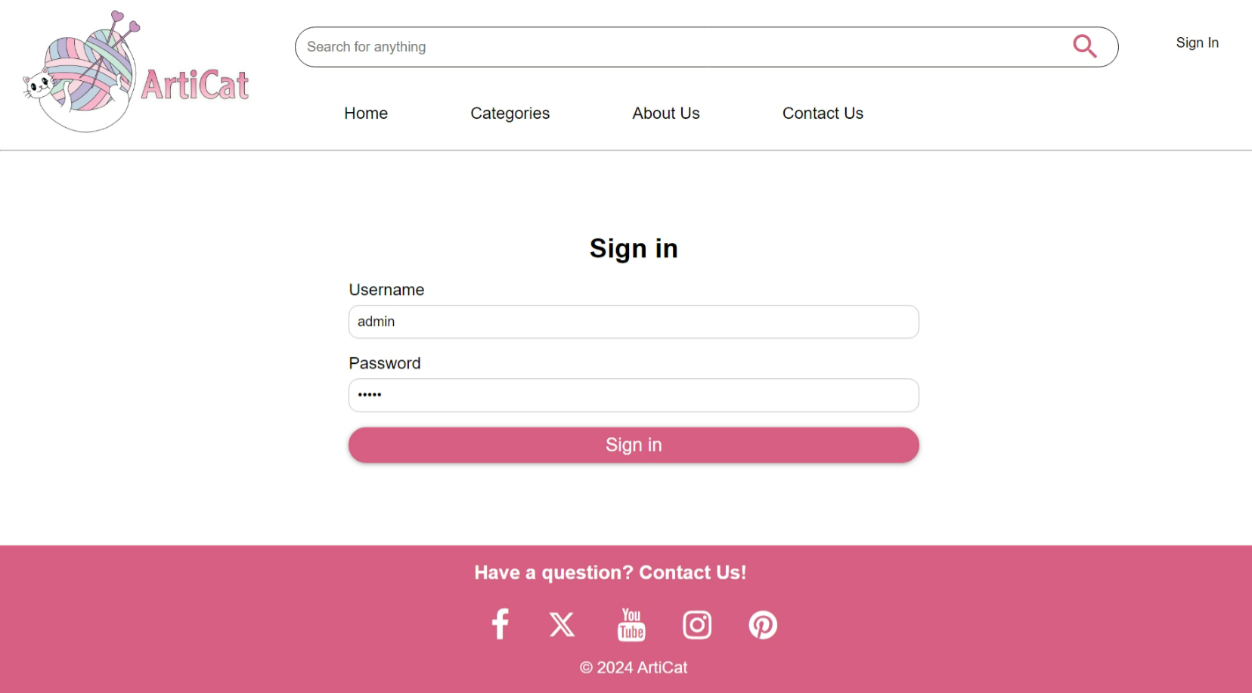 ArtiCat
Search for anything
Sign In
Home Categories About Us Contact Us
Sign in
Username
admin
Password
•••••
Sign in
Have a question? Contact Us!
You
Tube
© 2024 ArtiCat